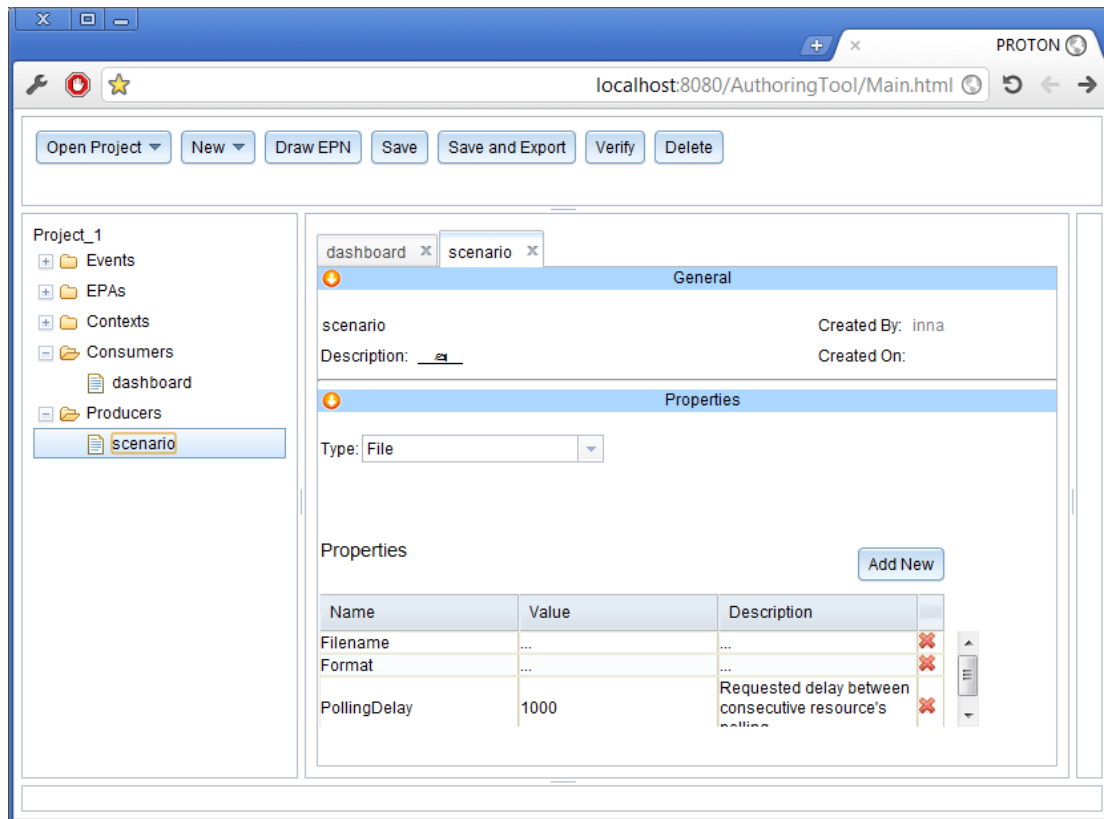 PROTON
localhost:8080/AuthoringTool/Main.html
Open Project New Draw EPN Save Save and Export Verify Delete
Project_1
Events
EPAs
Contexts
Consumers
dashboard
Producers
scenario
dashboard x scenario x
General
scenario Created By: inna
Description: Created On:
Properties
Type: File
Properties
Add New
Name Value Description
Filename ... ...
Format ... ...
PollingDelay 1000 Requested delay between
consecutive resource's
polling